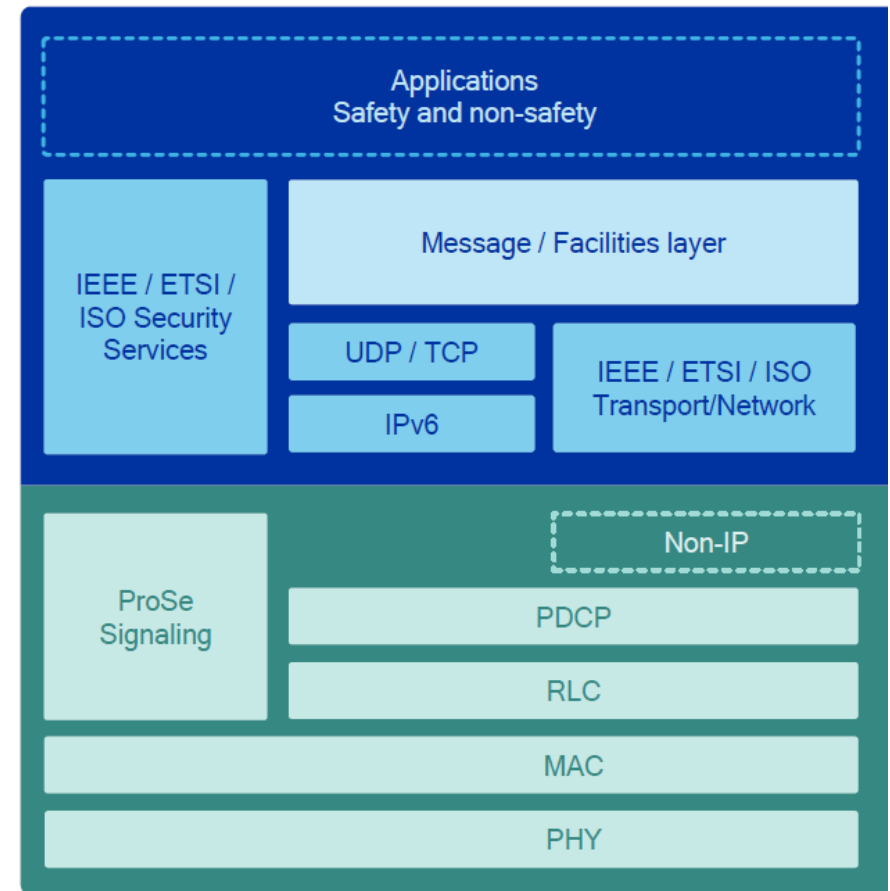 Applications
Safety and non-safety
IEEE / ETSI /
ISO Security
Services
Message / Facilities layer
UDP / TCP
IPv6
IEEE / ETSI / ISO
Transport/Network
ProSe
Signaling
Non-IP
PDCP
RLC
MAC
PHY